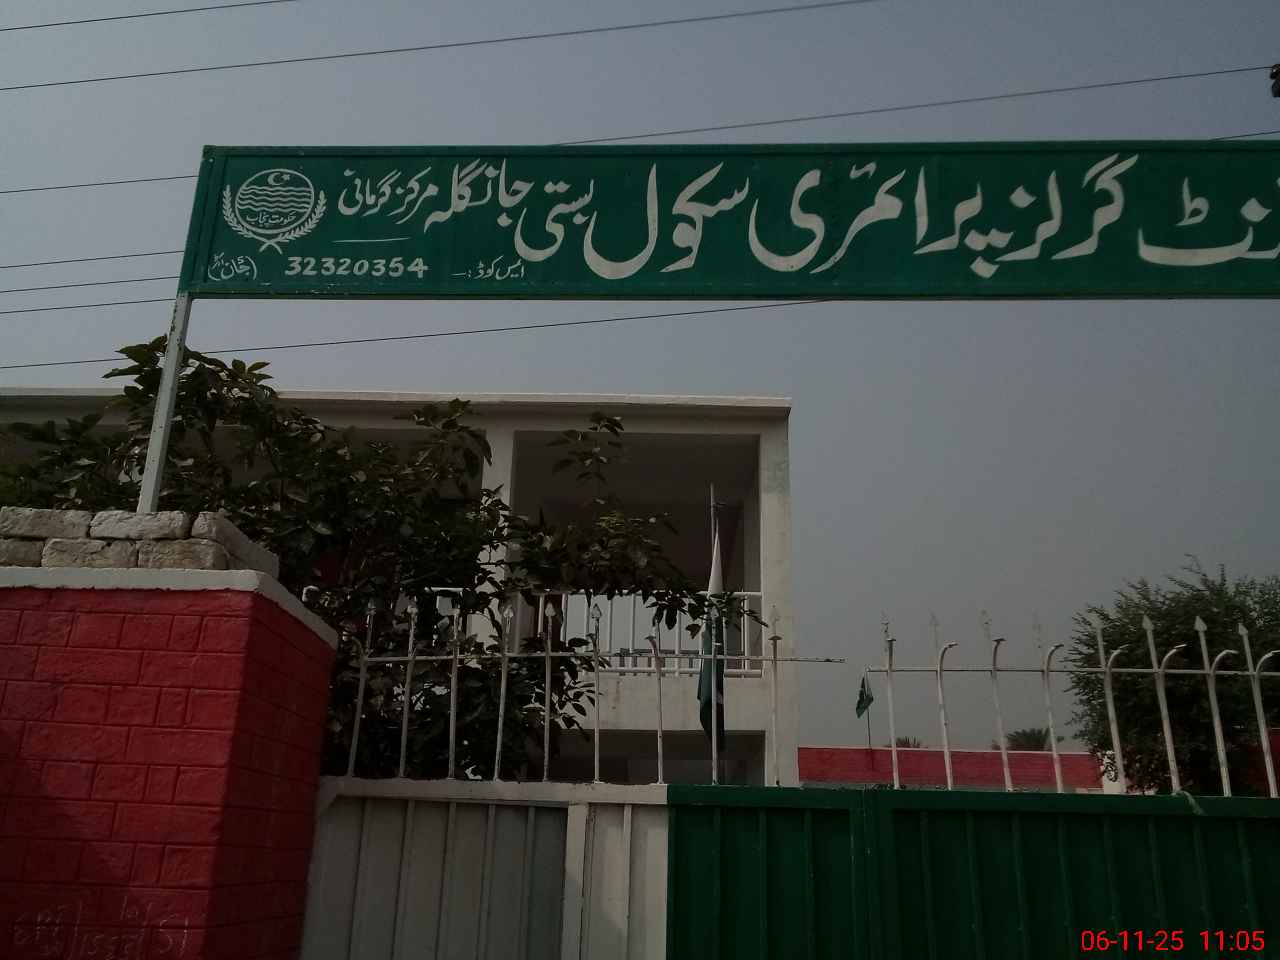 نٹ گرلز پرائمری سکول بستی جانگلہ مرکز گرمانی
ایس کوڈ :- 32320354
حکومت پنجاب
06-11-25 11:05